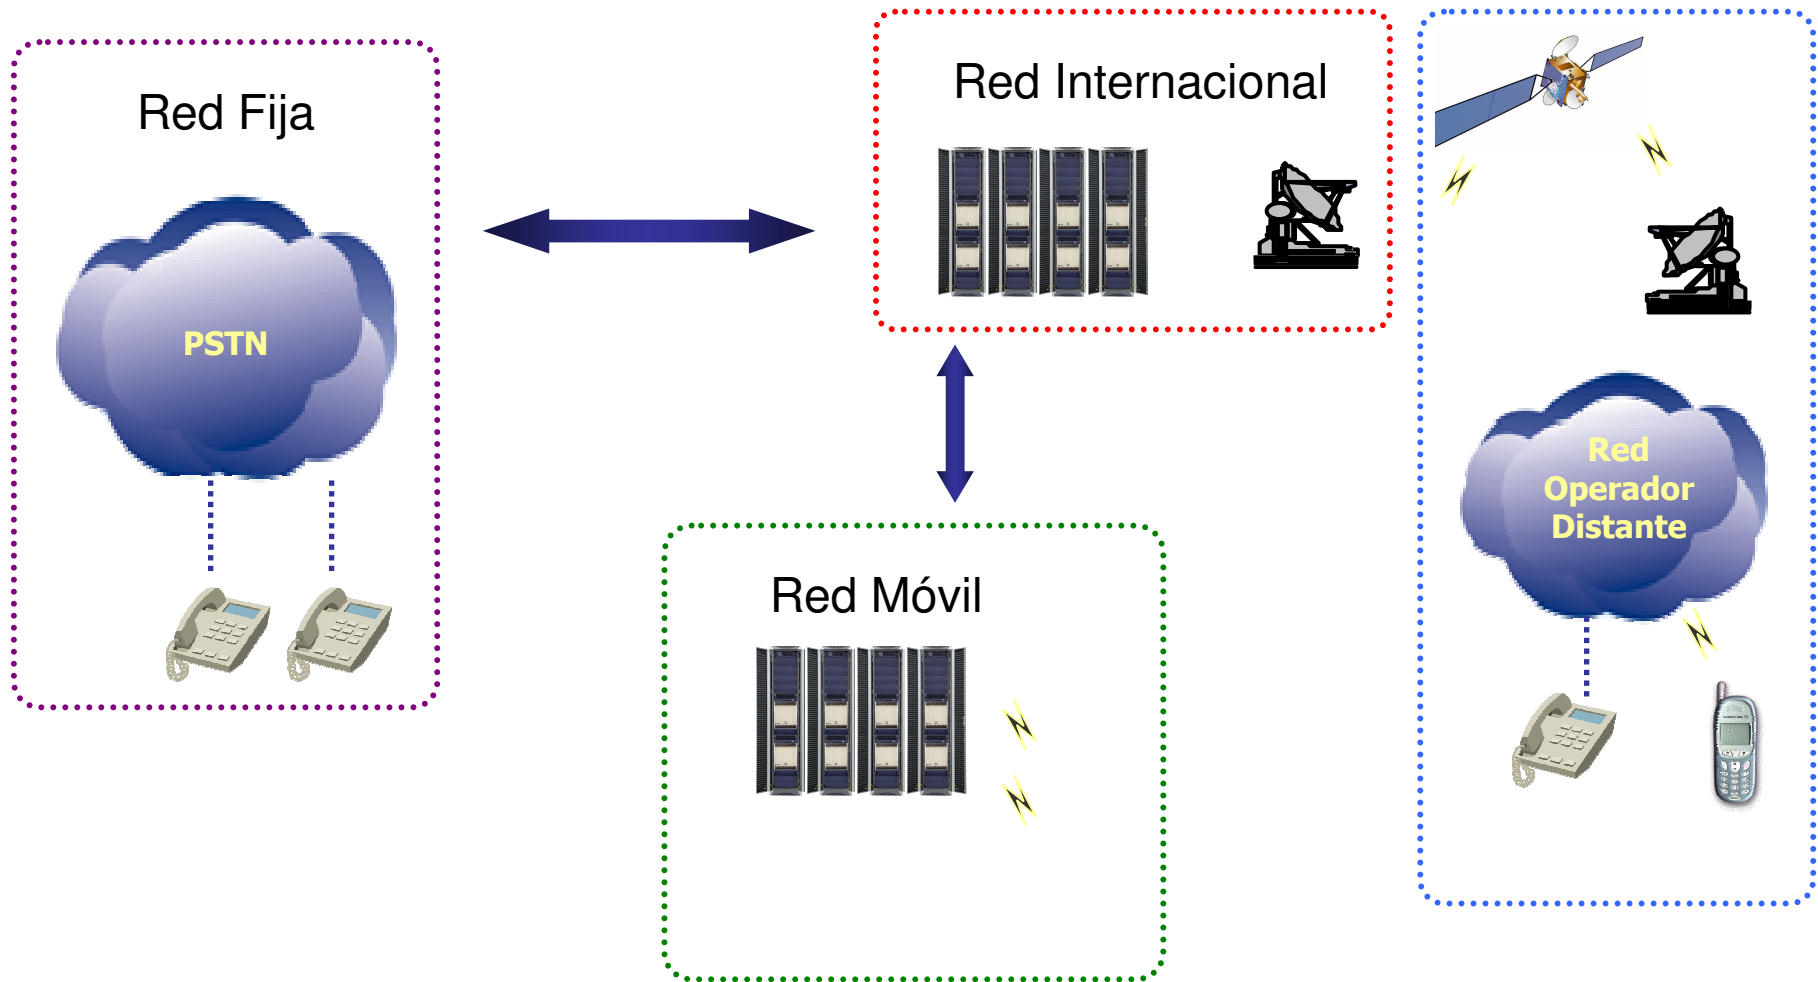 Red Fija
PSTN
Red Internacional
Red Móvil
Red
Operador
Distante